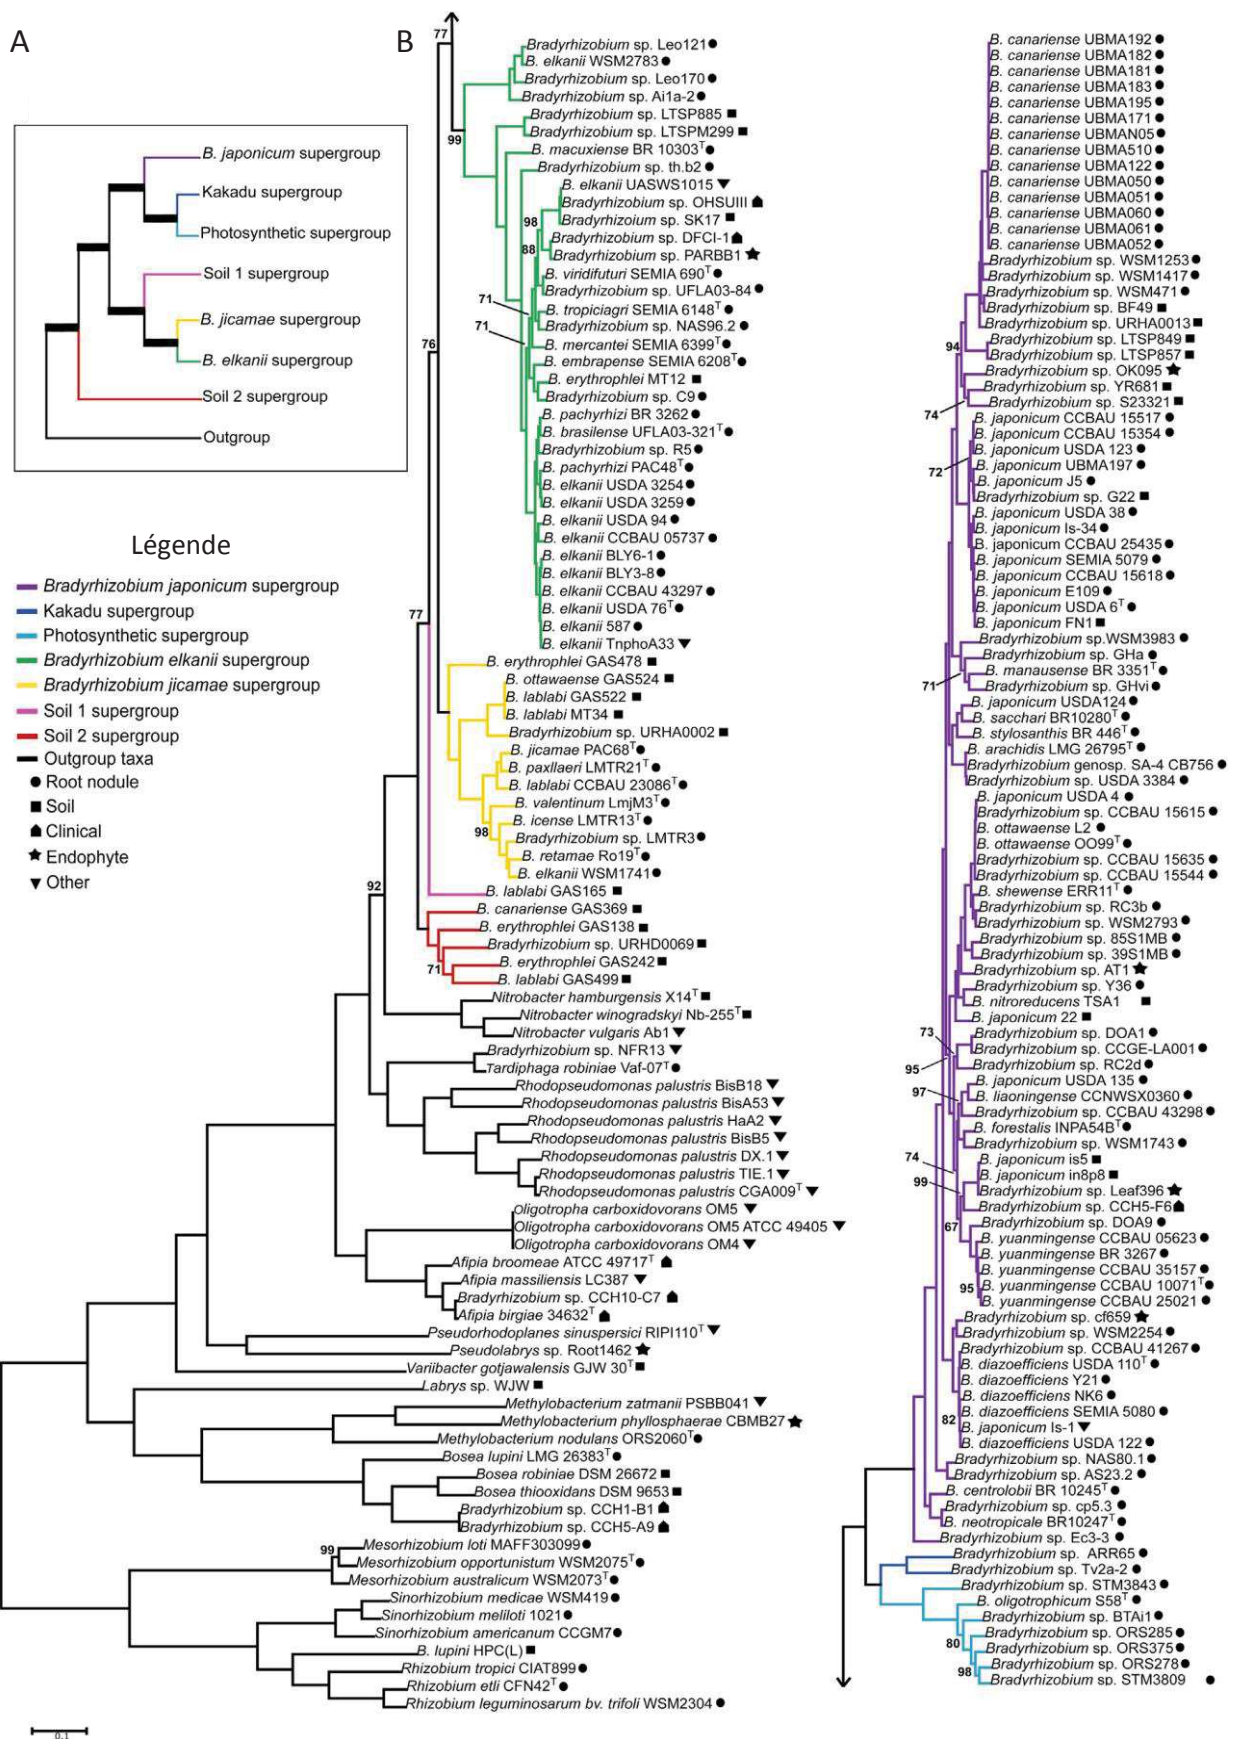 A
B. japonicum supergroup
Kakadu supergroup
Photosynthetic supergroup
Soil 1 supergroup
B. jicamae supergroup
B. elkanii supergroup
Soil 2 supergroup
Outgroup
Légende
Bradyrhizobium japonicum supergroup
Kakadu supergroup
Photosynthetic supergroup
Bradyrhizobium elkanii supergroup
Bradyrhizobium jicamae supergroup
Soil 1 supergroup
Soil 2 supergroup
Outgroup taxa
Root nodule
Soil
Clinical
Endophyte
Other
0.1
B
77
99
98
88
71
71
76
77
98
92
71
99
Bradyrhizobium sp. Leo121
B. elkanii WSM2783
Bradyrhizobium sp. Leo170
Bradyrhizobium sp. Ai1a-2
Bradyrhizobium sp. LTSP885
Bradyrhizobium sp. LTSPM299
B. macuxiense BR 10303T
Bradyrhizobium sp. th.b2
B. elkanii UASWS1015
Bradyrhizobium sp. OHSUIII
Bradyrhizoium sp. SK17
Bradyrhizobium sp. DFCI-1
Bradyrhizobium sp. PARBB1
B. viridifuturi SEMIA 690T
Bradyrhizobium sp. UFLA03-84
B. tropiciagri SEMIA 6148T
Bradyrhizobium sp. NAS96.2
B. mercantei SEMIA 6399T
B. embrapense SEMIA 6208T
B. erythrophlei MT12
Bradyrhizobium sp. C9
B. pachyrhizi BR 3262
B. brasilense UFLA03-321T
Bradyrhizobium sp. R5
B. pachyrhizi PAC48T
B. elkanii USDA 3254
B. elkanii USDA 3259
B. elkanii USDA 94
B. elkanii CCBAU 05737
B. elkanii BLY6-1
B. elkanii BLY3-8
B. elkanii CCBAU 43297
B. elkanii USDA 76T
B. elkanii 587
B. elkanii TnphoA33
B. erythrophlei GAS478
B. ottawaense GAS524
B. lablabi GAS522
B. lablabi MT34
Bradyrhizobium sp. URHA0002
B. jicamae PAC68T
B. paxllaeri LMTR21T
B. lablabi CCBAU 23086T
B. valentinum LmjM3T
B. icense LMTR13T
Bradyrhizobium sp. LMTR3
B. retamae Ro19T
B. elkanii WSM1741
B. lablabi GAS165
B. canariense GAS369
B. erythrophlei GAS138
Bradyrhizobium sp. URHD0069
B. erythrophlei GAS242
B. lablabi GAS499
Nitrobacter hamburgensis X14T
Nitrobacter winogradskyi Nb-255T
Nitrobacter vulgaris Ab1
Bradyrhizobium sp. NFR13
Tardiphaga robiniae Vaf-07T
Rhodopseudomonas palustris BisB18
Rhodopseudomonas palustris BisA53
Rhodopseudomonas palustris HaA2
Rhodopseudomonas palustris BisB5
Rhodopseudomonas palustris DX.1
Rhodopseudomonas palustris TIE.1
Rhodopseudomonas palustris CGA009T
Oligotropha carboxidovorans OM5
Oligotropha carboxidovorans OM5 ATCC 49405
Oligotropha carboxidovorans OM4
Afipia broomeae ATCC 49717T
Afipia massiliensis LC387
Bradyrhizobium sp. CCH10-C7
Afipia birgiae 34632T
Pseudorhodoplanes sinuspersici RIPI110T
Pseudolabrys sp. Root1462
Variibacter gotjawalensis GJW 30T
Labrys sp. WJW
Methylobacterium zatmanii PSBB041
Methylobacterium phyllosphaerae CBMB27
Methylobacterium nodulans ORS2060T
Bosea lupini LMG 26383T
Bosea robiniae DSM 26672
Bosea thiooxidans DSM 9653
Bradyrhizobium sp. CCH1-B1
Bradyrhizobium sp. CCH5-A9
Mesorhizobium loti MAFF303099
Mesorhizobium opportunistum WSM2075T
Mesorhizobium australicum WSM2073T
Sinorhizobium medicae WSM419
Sinorhizobium meliloti 1021
Sinorhizobium americanum CCGM7
B. lupini HPC(L)
Rhizobium tropici CIAT899
Rhizobium etli CFN42T
Rhizobium leguminosarum bv. trifoli WSM2304
94
74
72
71
73
95
97
74
99
67
95
82
80
98
B. canariense UBMA192
B. canariense UBMA182
B. canariense UBMA181
B. canariense UBMA183
B. canariense UBMA195
B. canariense UBMA171
B. canariense UBMAN05
B. canariense UBMA510
B. canariense UBMA122
B. canariense UBMA050
B. canariense UBMA051
B. canariense UBMA060
B. canariense UBMA061
B. canariense UBMA052
Bradyrhizobium sp. WSM1253
Bradyrhizobium sp. WSM1417
Bradyrhizobium sp. WSM471
Bradyrhizobium sp. BF49
Bradyrhizobium sp. URHA0013
Bradyrhizobium sp. LTSP849
Bradyrhizobium sp. LTSP857
Bradyrhizobium sp. OK095
Bradyrhizobium sp. YR681
Bradyrhizobium sp. S23321
B. japonicum CCBAU 15517
B. japonicum CCBAU 15354
B. japonicum USDA 123
B. japonicum UBMA197
B. japonicum J5
Bradyrhizobium sp. G22
B. japonicum USDA 38
B. japonicum Is-34
B. japonicum CCBAU 25435
B. japonicum SEMIA 5079
B. japonicum CCBAU 15618
B. japonicum E109
B. japonicum USDA 6T
B. japonicum FN1
Bradyrhizobium sp.WSM3983
Bradyrhizobium sp. GHa
B. manausense BR 3351T
Bradyrhizobium sp. GHvi
B. japonicum USDA124
B. sacchari BR10280T
B. stylosanthis BR 446T
B. arachidis LMG 26795T
Bradyrhizobium genosp. SA-4 CB756
Bradyrhizobium sp. USDA 3384
B. japonicum USDA 4
Bradyrhizobium sp. CCBAU 15615
B. ottawaense L2
B. ottawaense OO99T
Bradyrhizobium sp. CCBAU 15635
Bradyrhizobium sp. CCBAU 15544
B. shewense ERR11T
Bradyrhizobium sp. RC3b
Bradyrhizobium sp. WSM2793
Bradyrhizobium sp. 85S1MB
Bradyrhizobium sp. 39S1MB
Bradyrhizobium sp. AT1
Bradyrhizobium sp. Y36
B. nitroreducens TSA1
B. japonicum 22
Bradyrhizobium sp. DOA1
Bradyrhizobium sp. CCGE-LA001
Bradyrhizobium sp. RC2d
B. japonicum USDA 135
B. liaoningense CCNWSX0360
Bradyrhizobium sp. CCBAU 43298
B. forestalis INPA54BT
Bradyrhizobium sp. WSM1743
B. japonicum is5
B. japonicum in8p8
Bradyrhizobium sp. Leaf396
Bradyrhizobium sp. CCH5-F6
Bradyrhizobium sp. DOA9
B. yuanmingense CCBAU 05623
B. yuanmingense BR 3267
B. yuanmingense CCBAU 35157
B. yuanmingense CCBAU 10071T
B. yuanmingense CCBAU 25021
Bradyrhizobium sp. cf659
Bradyrhizobium sp. WSM2254
Bradyrhizobium sp. CCBAU 41267
B. diazoefficiens USDA 110T
B. diazoefficiens Y21
B. diazoefficiens NK6
B. diazoefficiens SEMIA 5080
B. japonicum Is-1
B. diazoefficiens USDA 122
Bradyrhizobium sp. NAS80.1
Bradyrhizobium sp. AS23.2
B. centrolobii BR 10245T
Bradyrhizobium sp. cp5.3
B. neotropicale BR10247T
Bradyrhizobium sp. Ec3-3
Bradyrhizobium sp. ARR65
Bradyrhizobium sp. Tv2a-2
Bradyrhizobium sp. STM3843
B. oligotrophicum S58T
Bradyrhizobium sp. BTAi1
Bradyrhizobium sp. ORS285
Bradyrhizobium sp. ORS375
Bradyrhizobium sp. ORS278
Bradyrhizobium sp. STM3809